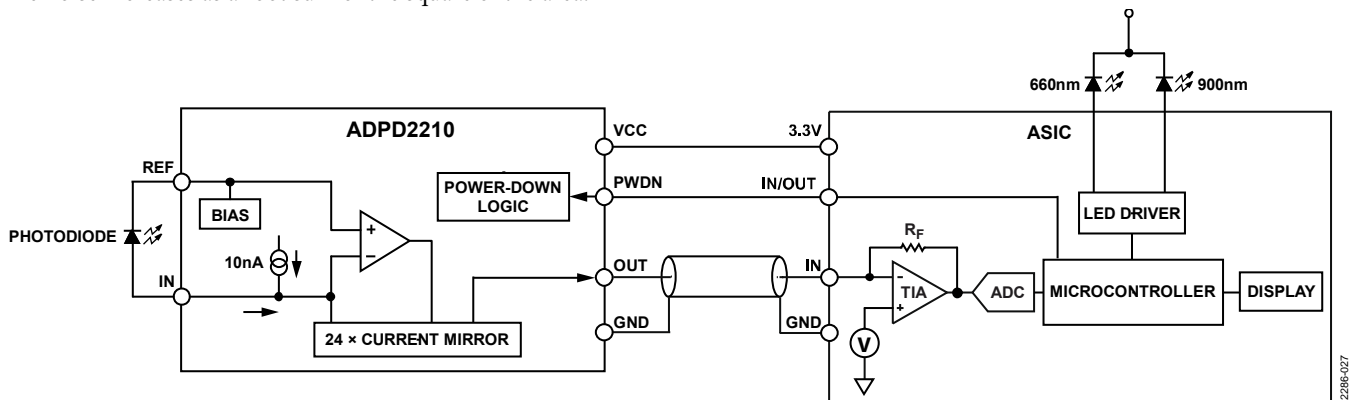 660nm
900nm
ADPD2210
ASIC
VCC
3.3V
REF
PWDN
IN/OUT
POWER-DOWN
LOGIC
BIAS
LED DRIVER
PHOTODIODE
+
−
10nA
RF
OUT
IN
IN
−
TIA
+
ADC
MICROCONTROLLER
DISPLAY
GND
GND
24 × CURRENT MIRROR
V
2286-027